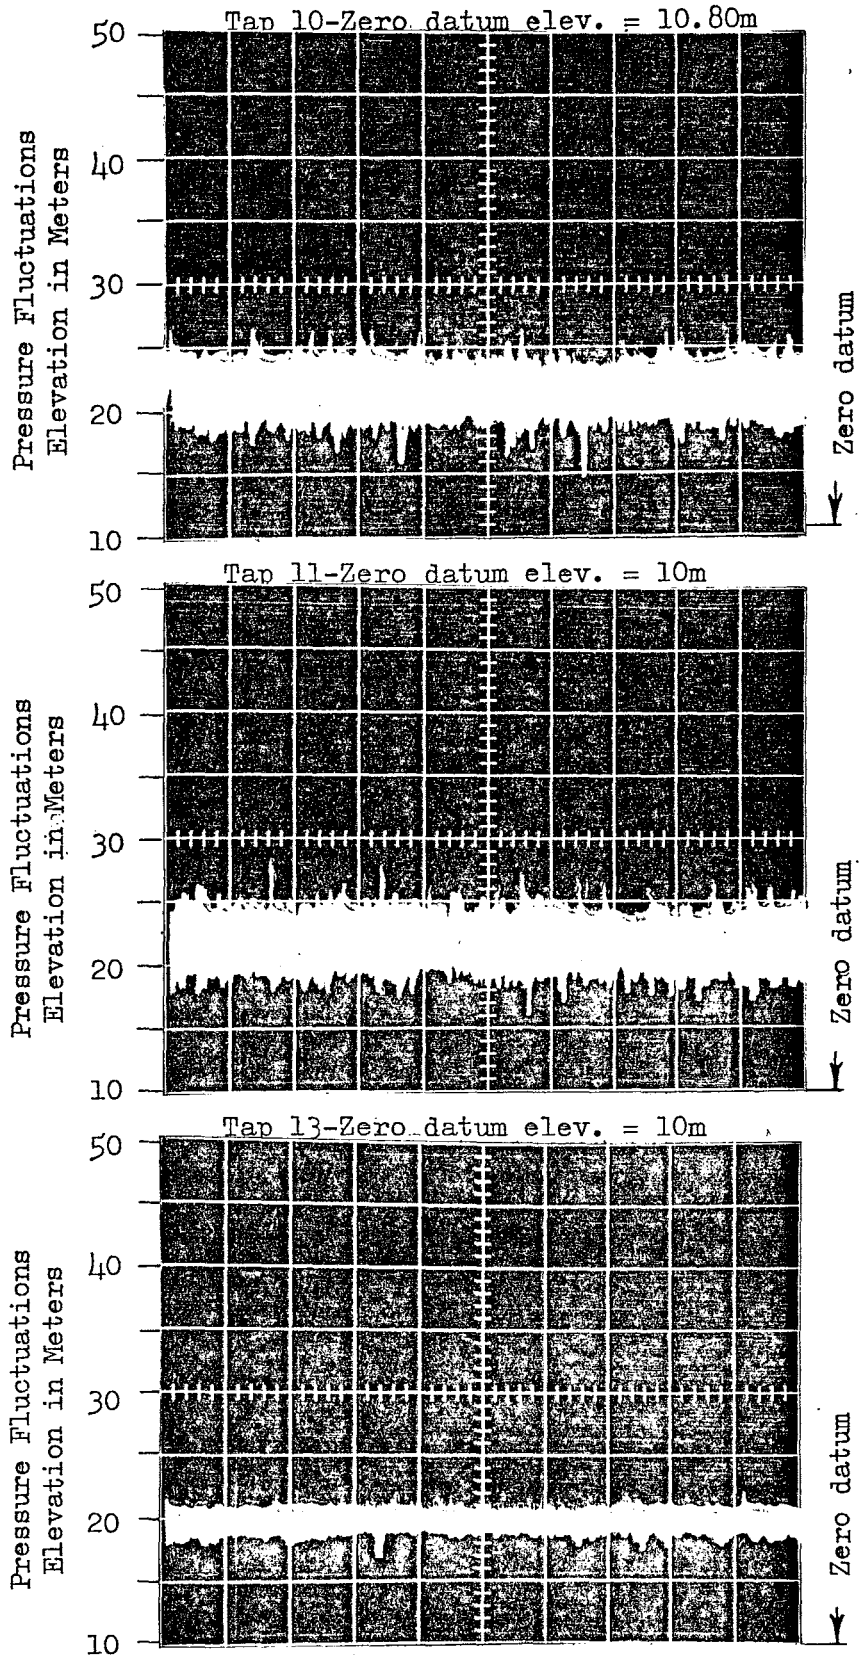 Tap 10-Zero datum elev. = 10.80m
50
40
30
20
10
Pressure Fluctuations
Elevation in Meters
Zero datum
Tap 11-Zero datum elev. = 10m
50
40
30
20
10
Pressure Fluctuations
Elevation in Meters
Zero datum
Tap 13-Zero datum elev. = 10m
50
40
30
20
10
Pressure Fluctuations
Elevation in Meters
Zero datum